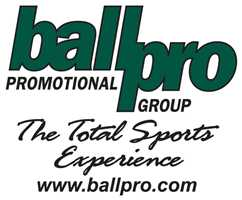 ballpro
PROMOTIONAL
GROUP
The Total Sports
Experience
www.ballpro.com